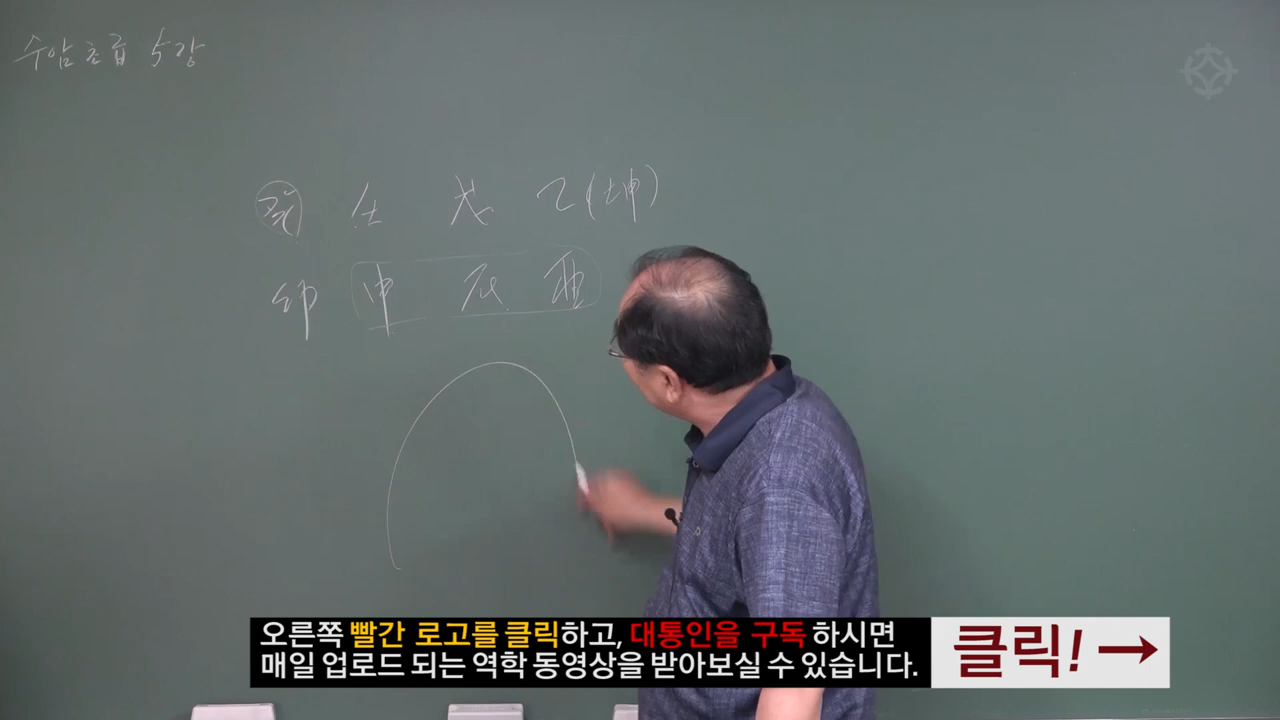 수암 초급 5강
癸 壬 戊 乙(坤)
卯 申 辰 酉
오른쪽 빨간 로고를 클릭하고, 대통인을 구독 하시면
매일 업로드 되는 역학 동영상을 받아보실 수 있습니다.
클릭! →